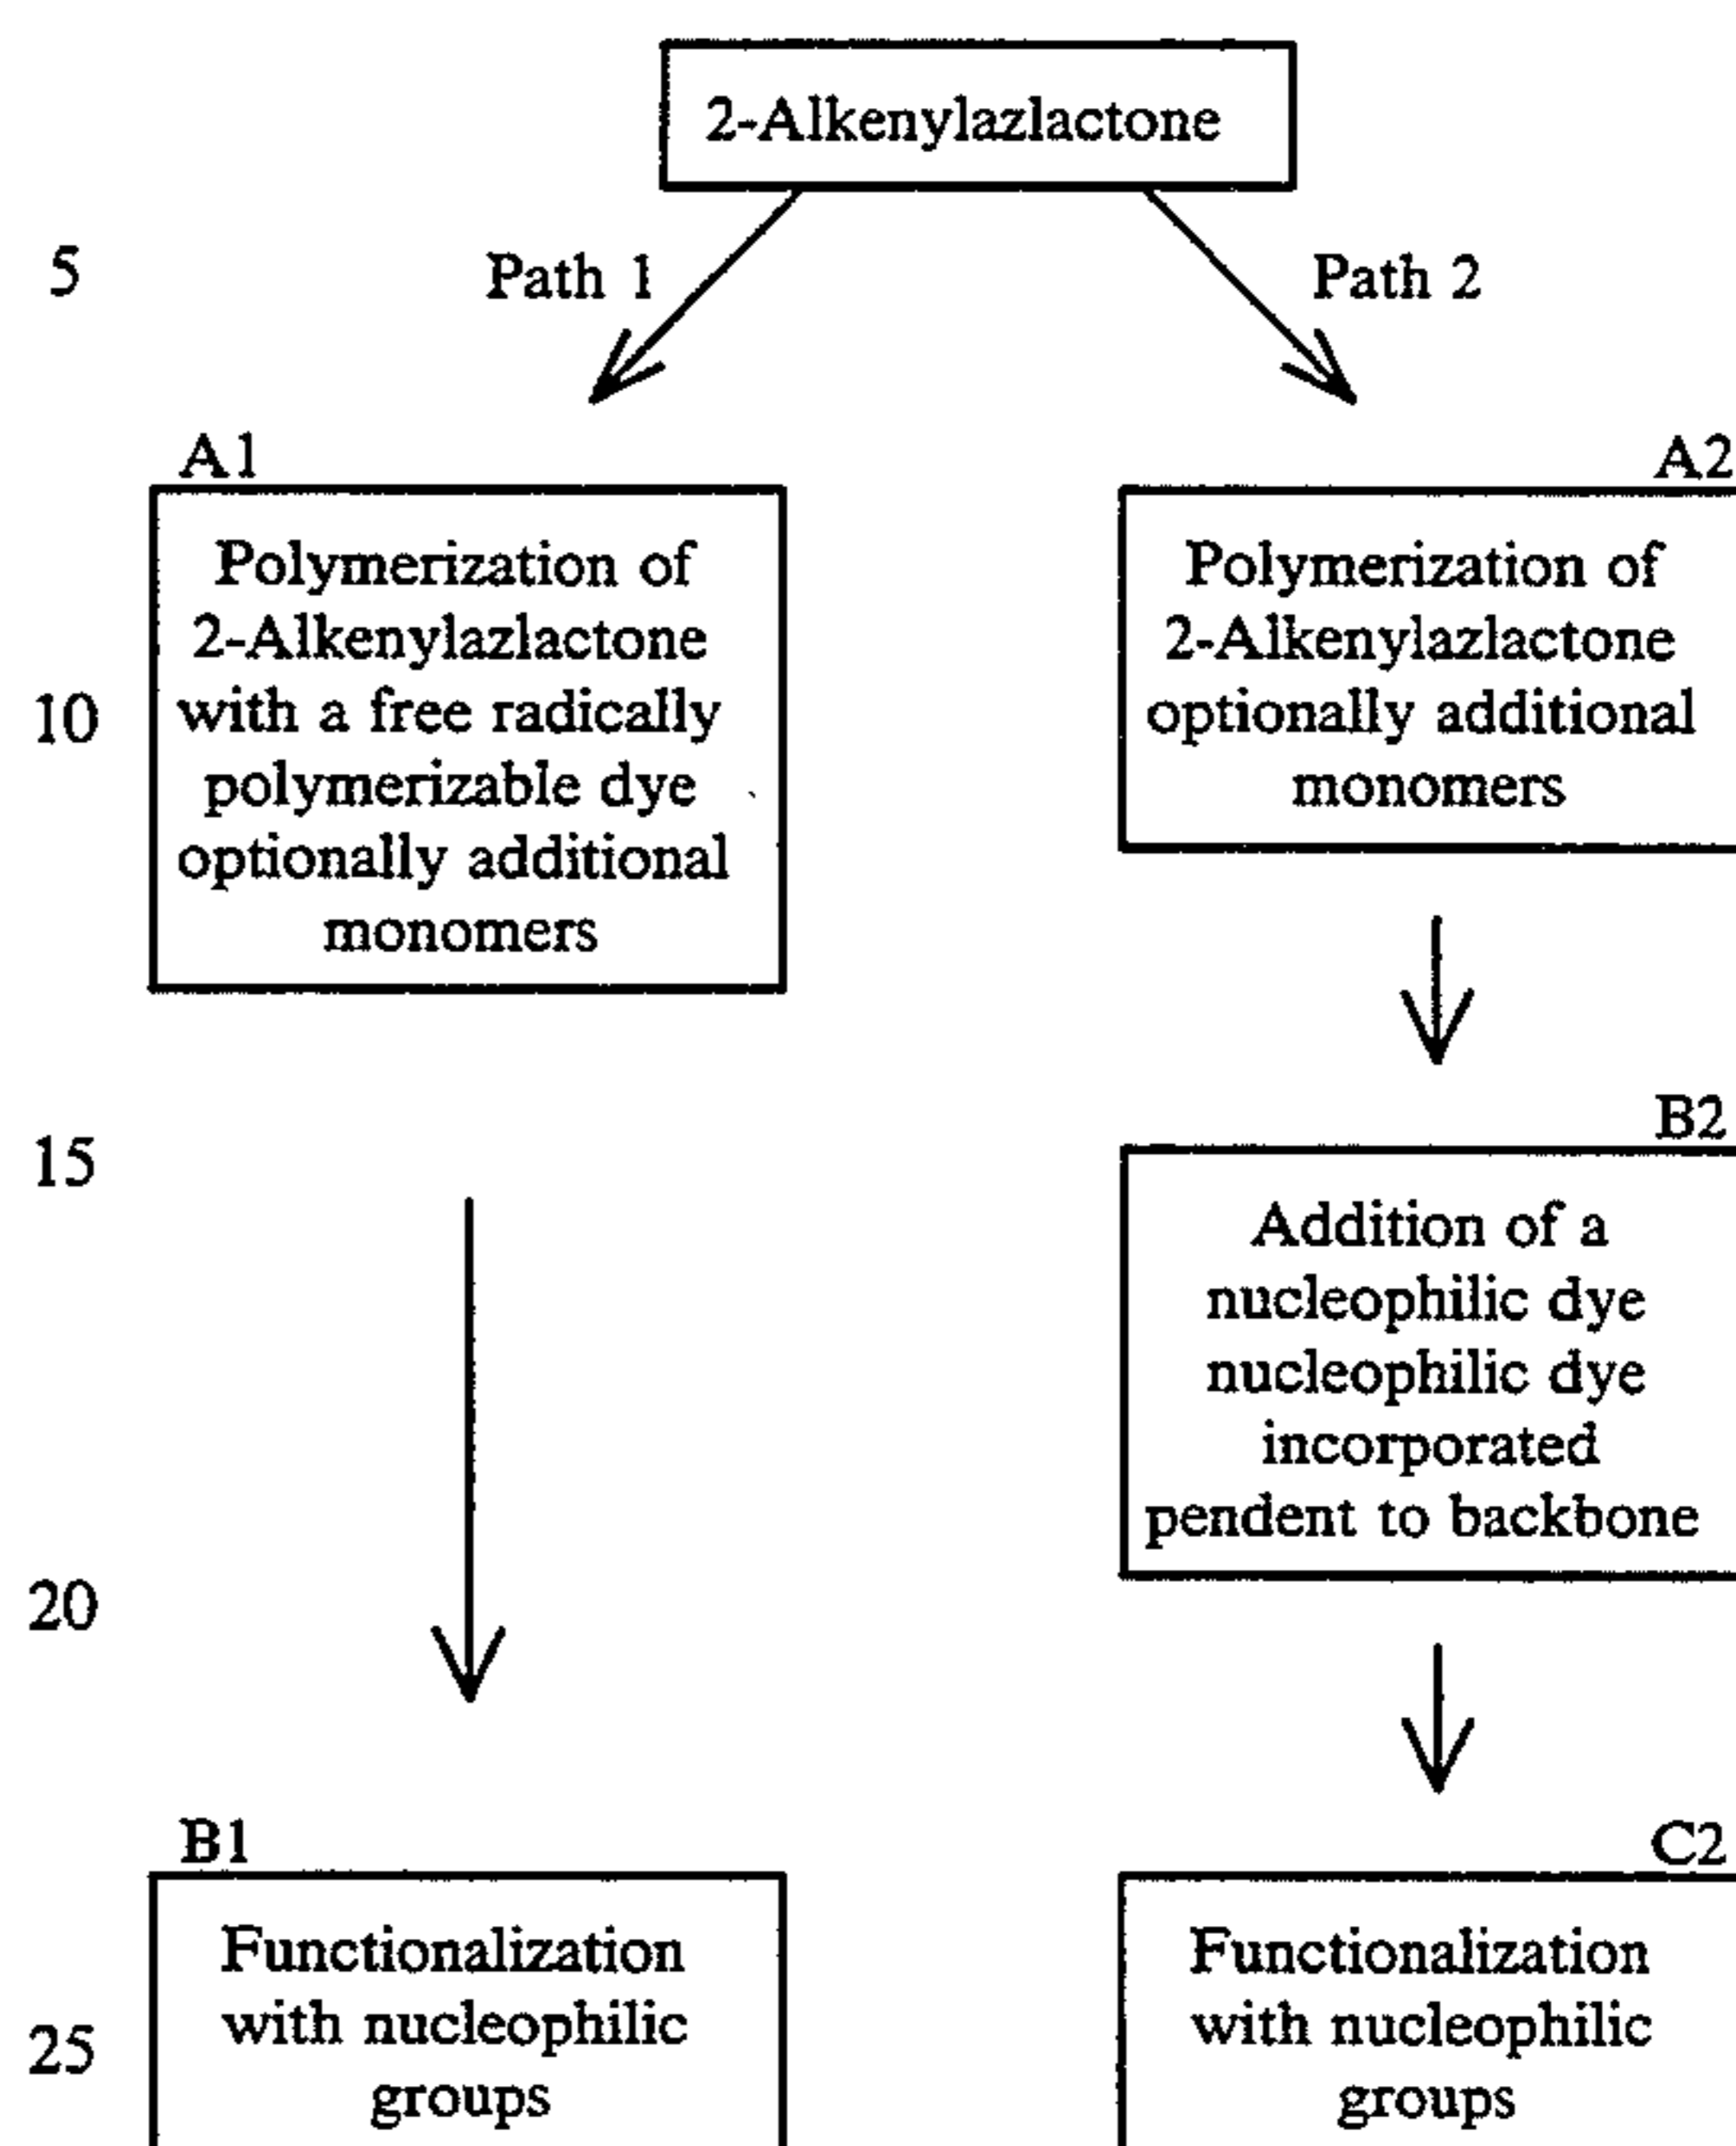 2-Alkenylazlactone
5
Path 1
Path 2
A1
Polymerization of
2-Alkenylazlactone
with a free radically
polymerizable dye
optionally additional
monomers
A2
Polymerization of
2-Alkenylazlactone
optionally additional
monomers
10
15
B2
Addition of a
nucleophilic dye
nucleophilic dye
incorporated
pendent to backbone
20
B1
Functionalization
with nucleophilic
groups
C2
Functionalization
with nucleophilic
groups
25